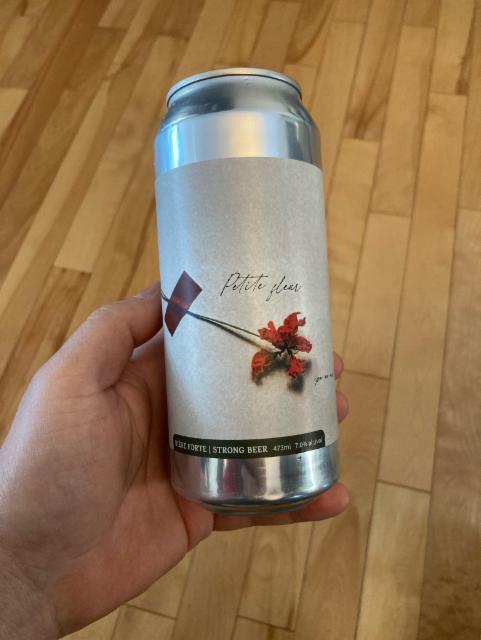 Petite fleur
BIÈRE FORTE | STRONG BEER 473ml 7.0% alc./vol